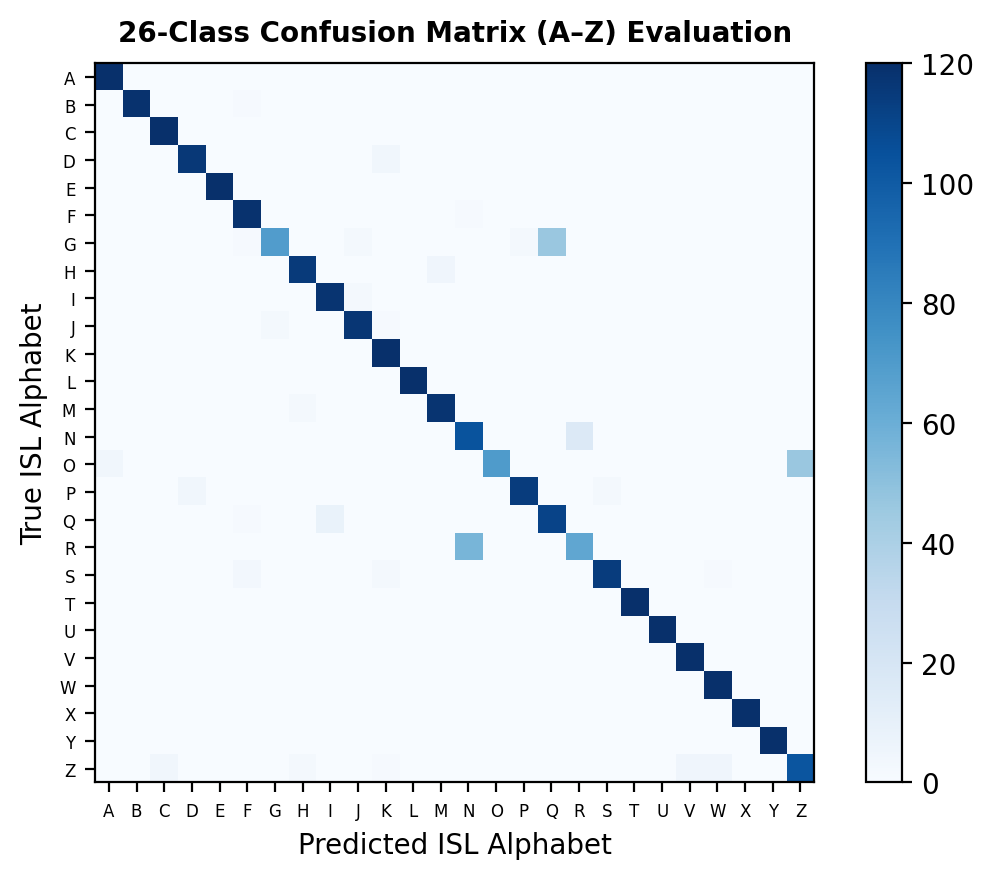 26-Class Confusion Matrix (A–Z) Evaluation
True ISL Alphabet
A
B
C
D
E
F
G
H
I
J
K
L
M
N
O
P
Q
R
S
T
U
V
W
X
Y
Z
A B C D E F G H I J K L M N O P Q R S T U V W X Y Z
Predicted ISL Alphabet
120
100
80
60
40
20
0